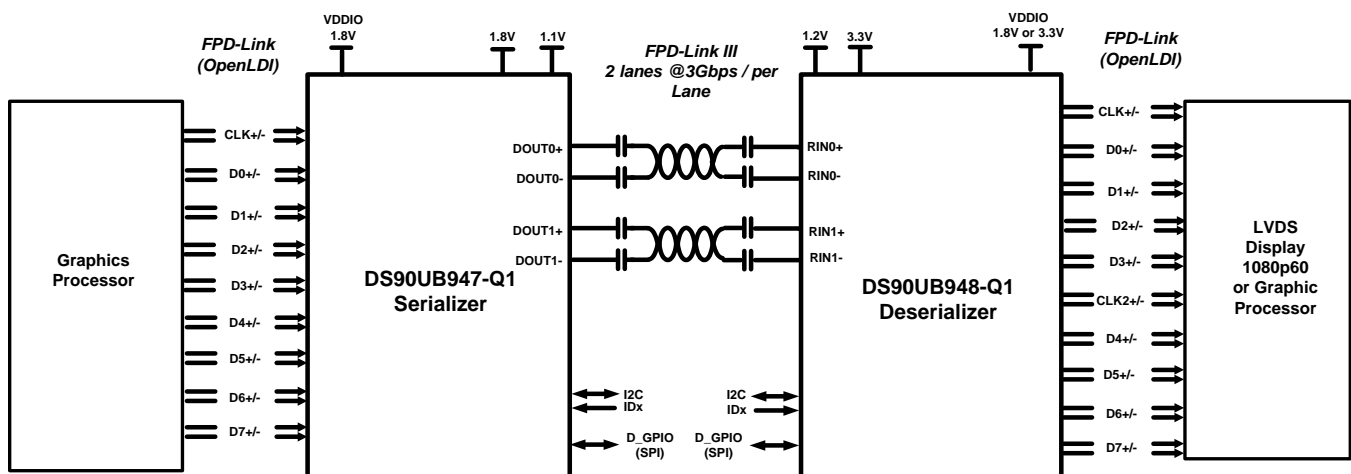 VDDIO
1.8V
1.8V
1.1V
FPD-Link
(OpenLDI)
FPD-Link III
2 lanes @3Gbps / per
Lane
1.2V
3.3V
VDDIO
1.8V or 3.3V
FPD-Link
(OpenLDI)
Graphics
Processor
CLK+/-
D0+/-
D1+/-
D2+/-
D3+/-
D4+/-
D5+/-
D6+/-
D7+/-
DS90UB947-Q1
Serializer
DOUT0+
DOUT0-
DOUT1+
DOUT1-
I2C
IDx
D_GPIO
(SPI)
RIN0+
RIN0-
RIN1+
RIN1-
I2C
IDx
D_GPIO
(SPI)
DS90UB948-Q1
Deserializer
CLK+/-
D0+/-
D1+/-
D2+/-
D3+/-
CLK2+/-
D4+/-
D5+/-
D6+/-
D7+/-
LVDS
Display
1080p60
or Graphic
Processor